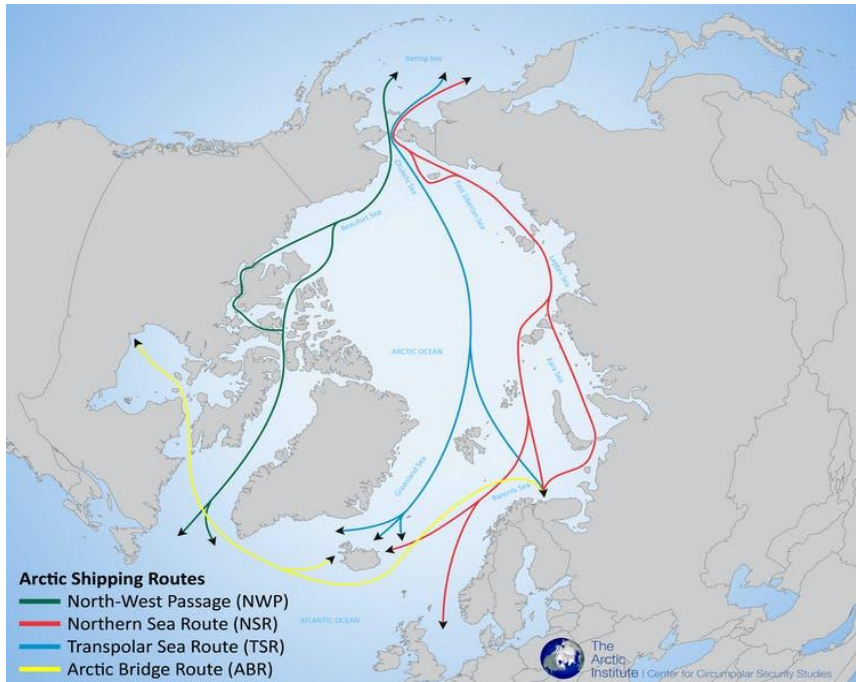 Bering Sea
Chukchi Sea
East Siberian Sea
Beaufort Sea
Laptev Sea
ARCTIC OCEAN
Kara Sea
Greenland Sea
Barents Sea
ATLANTIC OCEAN
Arctic Shipping Routes
North-West Passage (NWP)
Northern Sea Route (NSR)
Transpolar Sea Route (TSR)
Arctic Bridge Route (ABR)
The
Arctic
Institute | Center for Circumpolar Security Studies